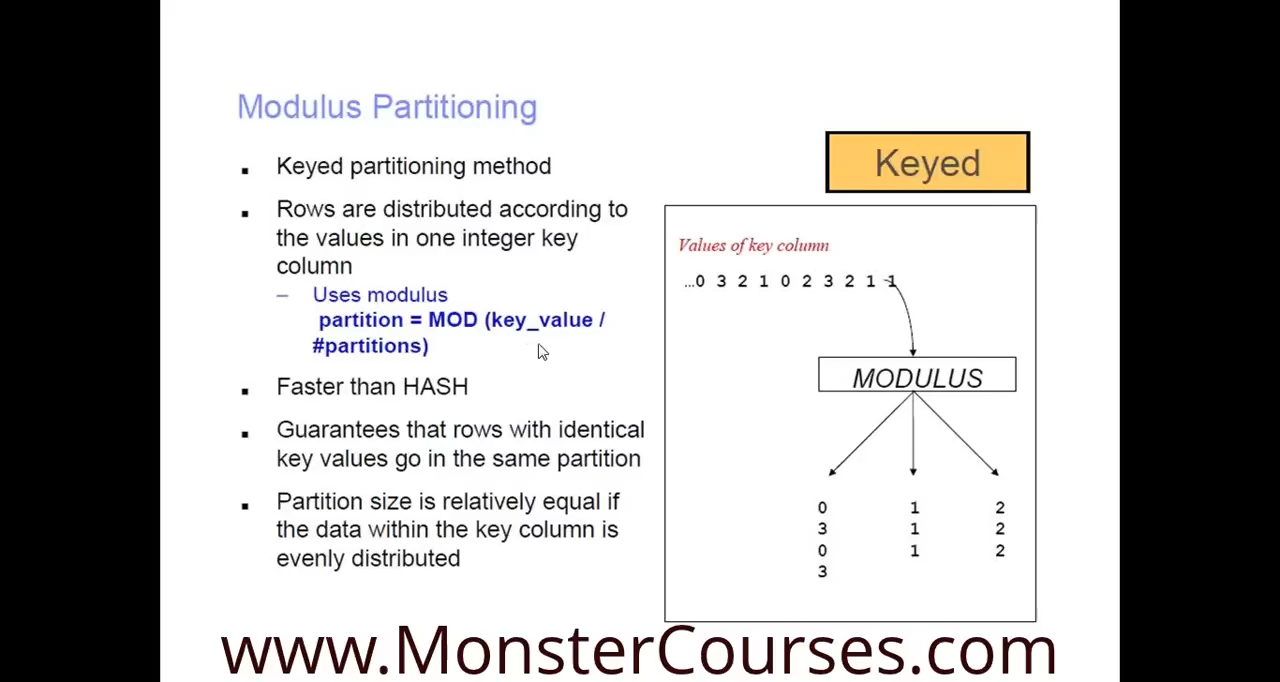 Modulus Partitioning
Keyed partitioning method
Rows are distributed according to
the values in one integer key
column
– Uses modulus
partition = MOD (key_value /
#partitions)
Faster than HASH
Guarantees that rows with identical
key values go in the same partition
Partition size is relatively equal if
the data within the key column is
evenly distributed
Keyed
Values of key column
...0 3 2 1 0 2 3 2 1 1
MODULUS
0 1 2
3 1 2
0 1 2
3
www.MonsterCourses.com